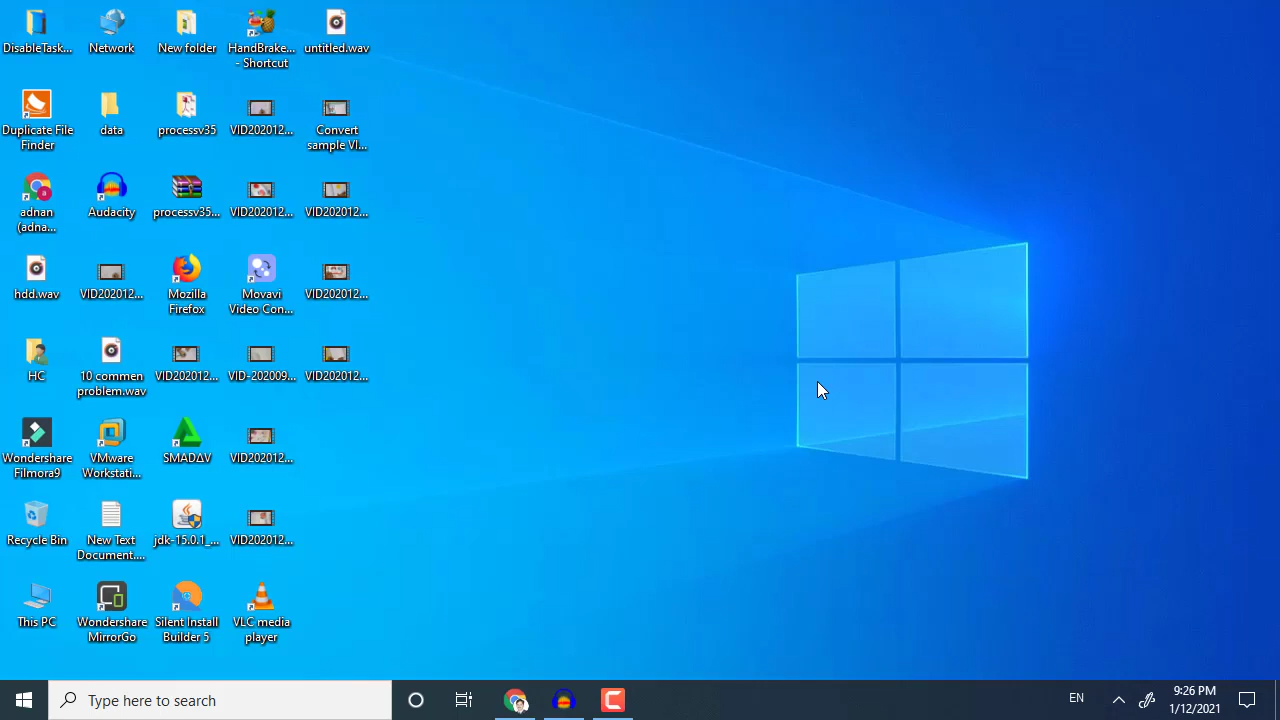 DisableTask...
Network
New folder
HandBrake...
- Shortcut
untitled.wav
Duplicate File
Finder
data
processv35
VID202012...
Convert
sample VI...
adnan
(adna...
Audacity
processv35...
VID202012...
VID202012...
hdd.wav
VID202012...
Mozilla
Firefox
Movavi
Video Con...
VID202012...
HC
10 commen
problem.wav
VID202012...
VID-202009...
VID202012...
Wondershare
Filmora9
VMware
Workstati...
SMADΔV
VID202012...
Recycle Bin
New Text
Document....
jdk-15.0.1_...
VID202012...
This PC
Wondershare
MirrorGo
Silent Install
Builder 5
VLC media
player
Type here to search
EN
9:26 PM
1/12/2021